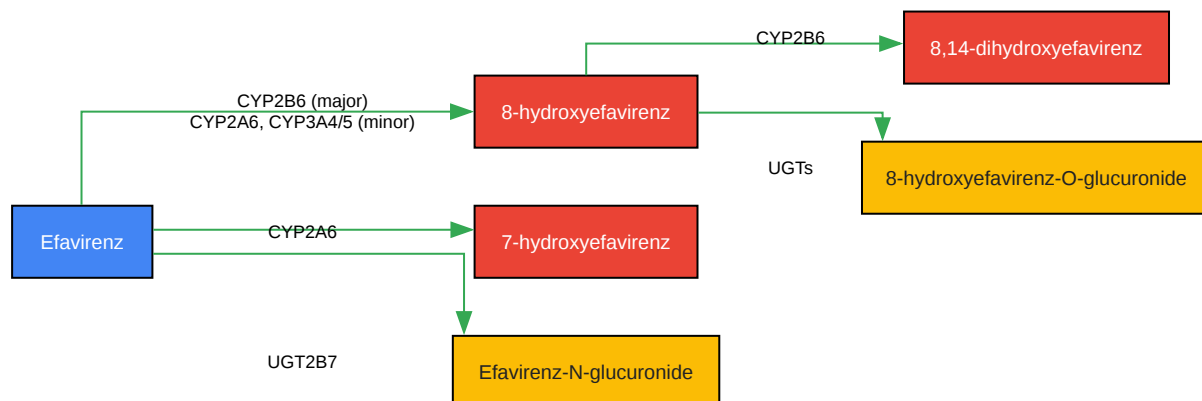 CYP2B6
8,14-dihydroxyefavirenz
CYP2B6 (major)
CYP2A6, CYP3A4/5 (minor)
8-hydroxyefavirenz
UGTs
8-hydroxyefavirenz-O-glucuronide
Efavirenz
CYP2A6
7-hydroxyefavirenz
UGT2B7
Efavirenz-N-glucuronide